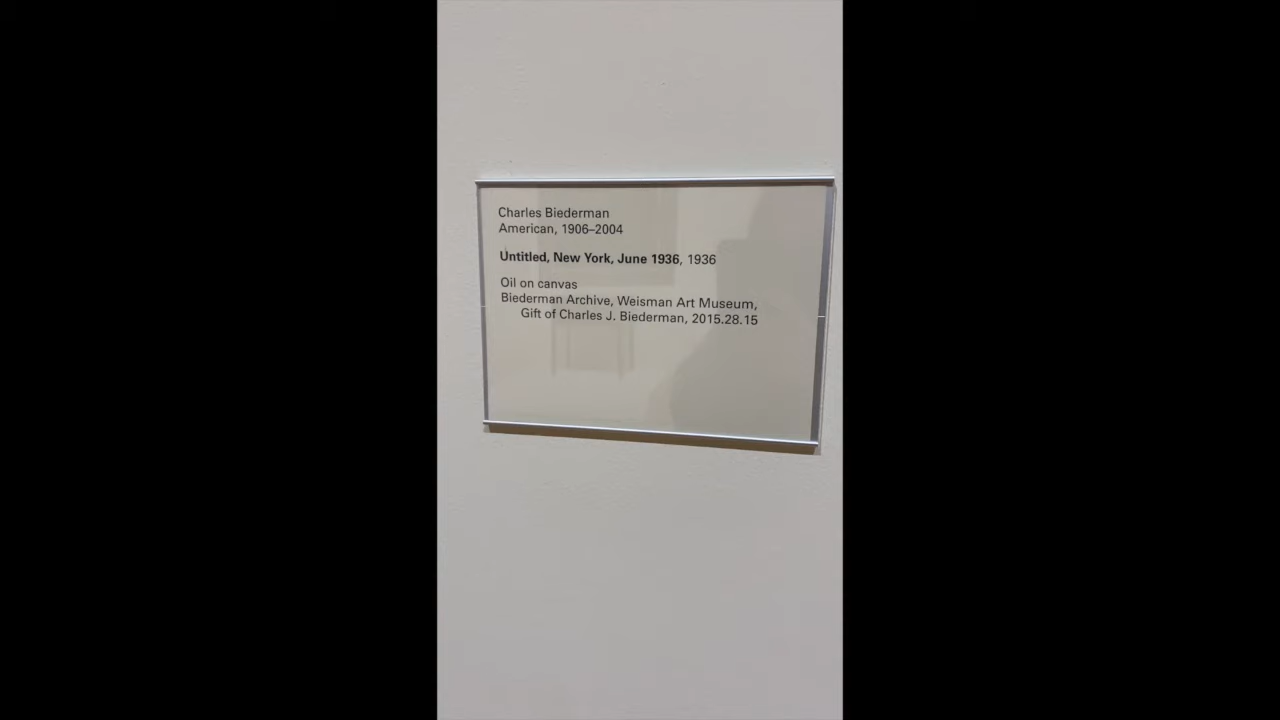 Charles Biederman
American, 1906–2004
Untitled, New York, June 1936, 1936
Oil on canvas
Biederman Archive, Weisman Art Museum,
Gift of Charles J. Biederman, 2015.28.15